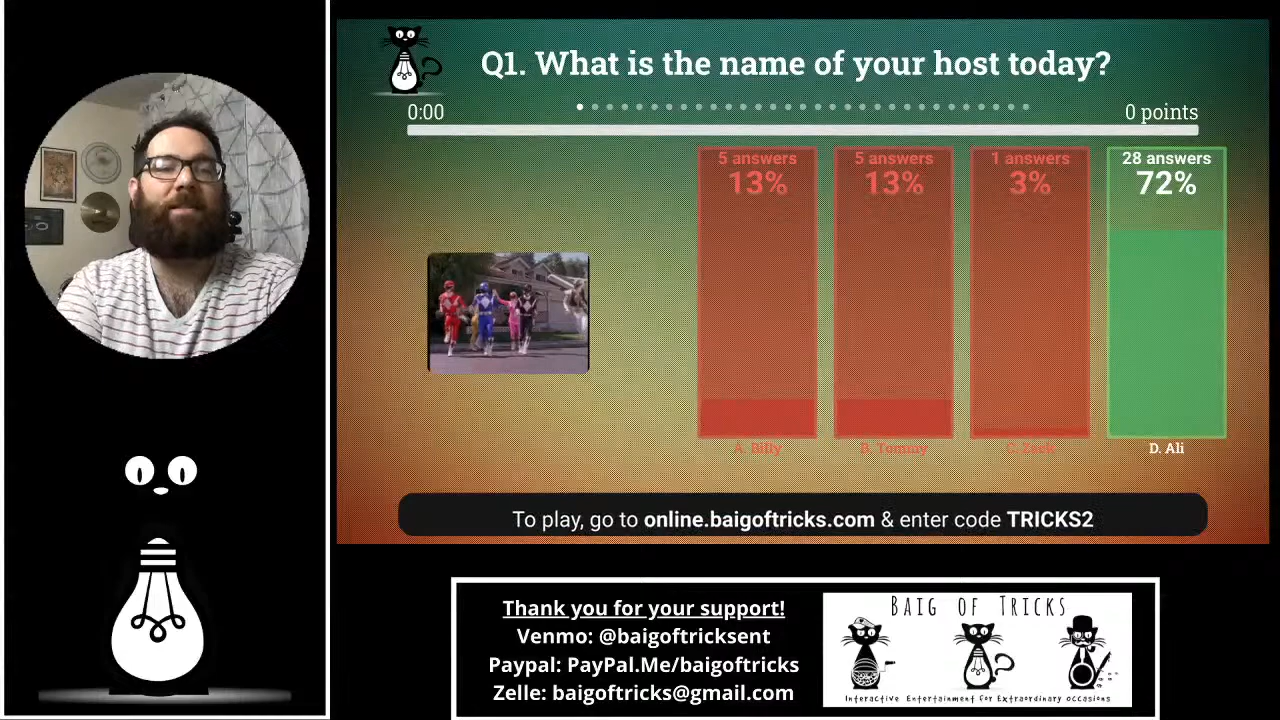 Q1. What is the name of your host today?
0:00
0 points
5 answers
13%
5 answers
13%
1 answers
3%
28 answers
72%
A. Billy
B. Tommy
C. Zack
D. Ali
To play, go to online.baigoftricks.com & enter code TRICKS2
Thank you for your support!
Venmo: @baigoftricksent
Paypal: PayPal.Me/baigoftricks
Zelle: baigoftricks@gmail.com
BAIG OF TRICKS
Interactive Entertainment for Extraordinary Occasions